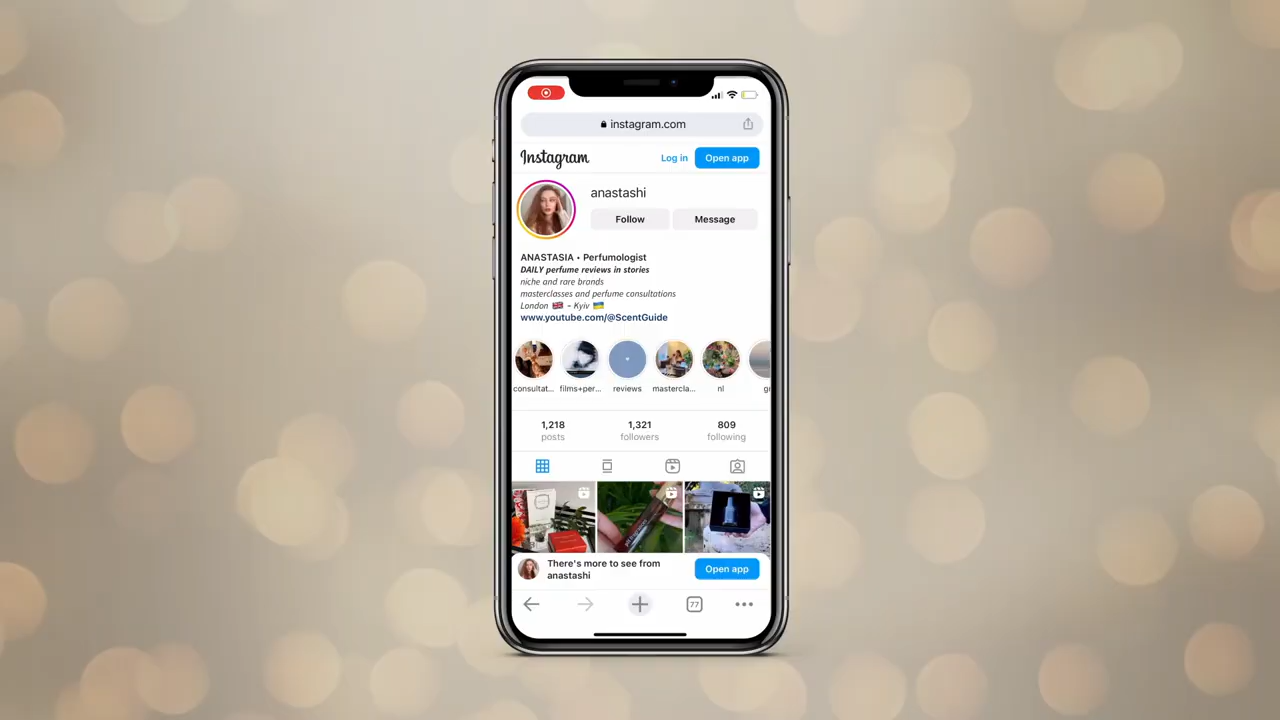 instagram.com
Instagram
Log in
Open app
anastashi
Follow
Message
ANASTASIA • Perfumologist
DAILY perfume reviews in stories
niche and rare brands
masterclasses and perfume consultations
London 🇬🇧 - Kyiv 🇺🇦
www.youtube.com/@ScentGuide
consultat...
films+per...
reviews
mastercla...
nl
1,218
posts
1,321
followers
809
following
There's more to see from
anastashi
Open app
77